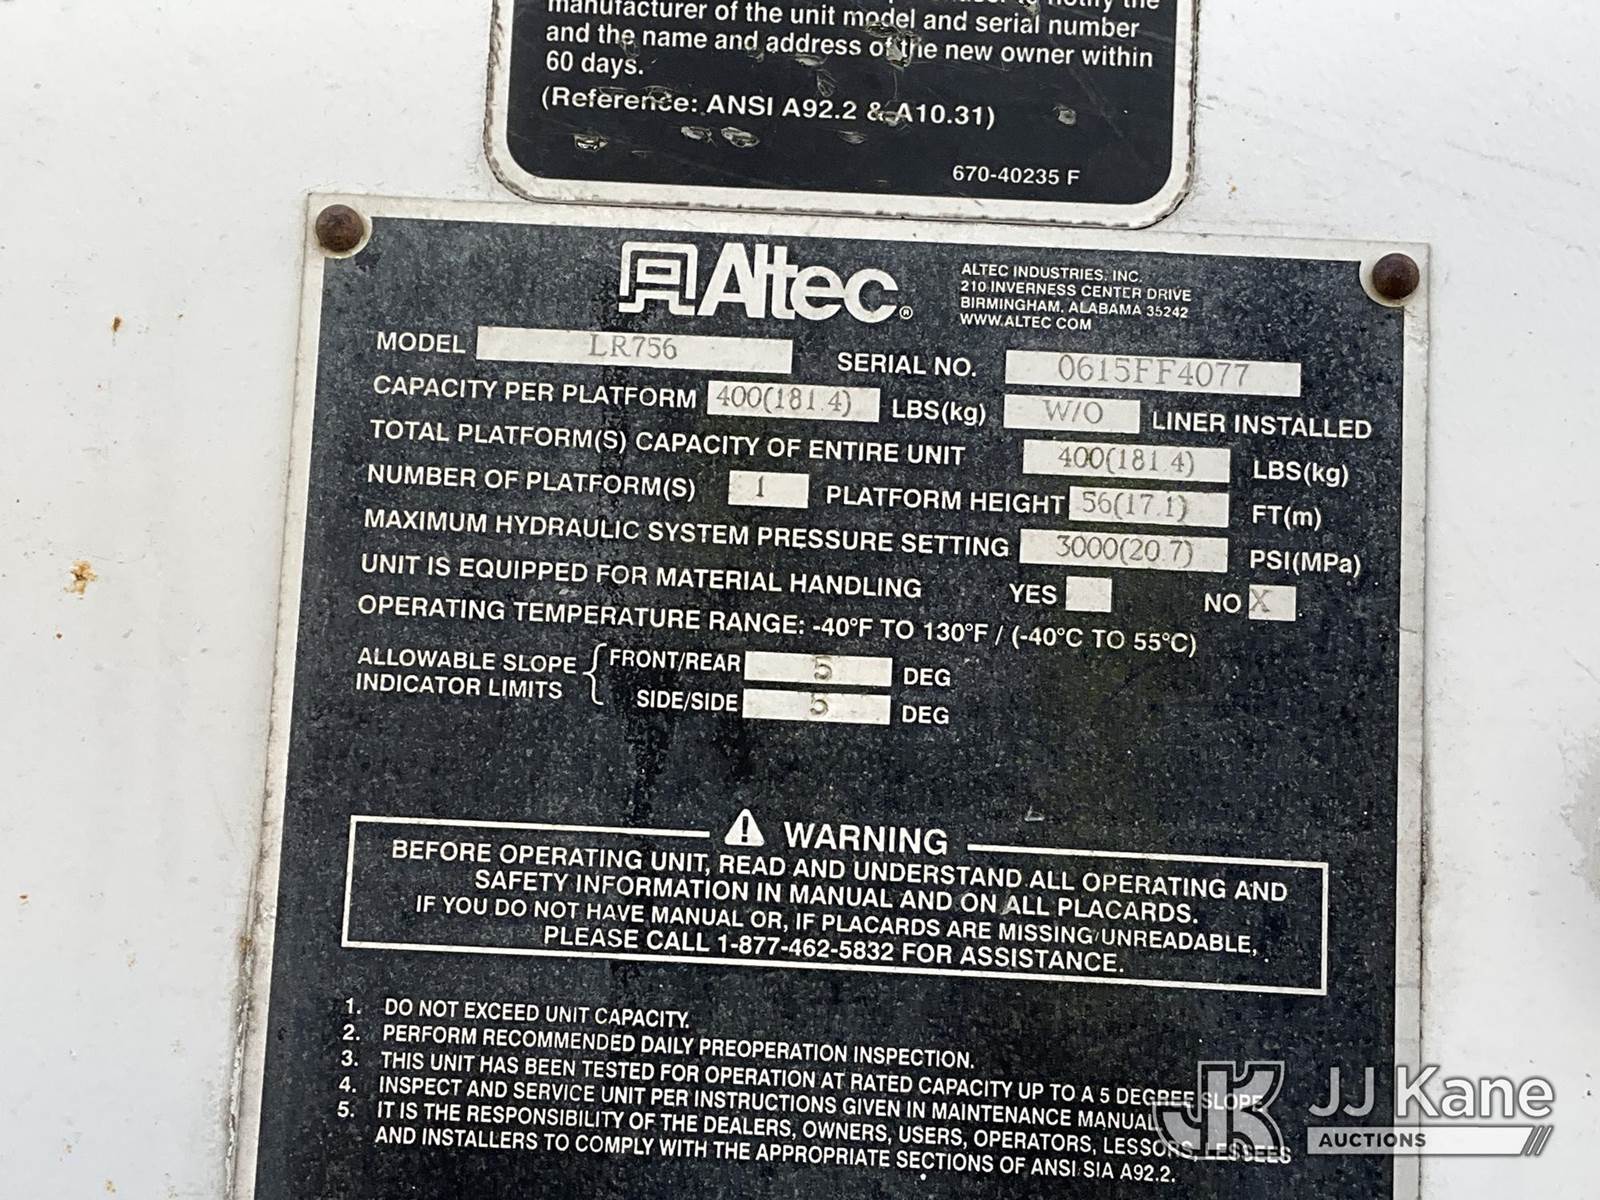 manufacturer of the unit model and serial number
and the name and address of the new owner within
60 days.
(Reference: ANSI A92.2 & A10.31)
670-40235 F
Altec®
ALTEC INDUSTRIES, INC.
210 INVERNESS CENTER DRIVE
BIRMINGHAM, ALABAMA 35242
WWW.ALTEC.COM
MODEL LR756 SERIAL NO. 0615FF4077
CAPACITY PER PLATFORM 400(181.4) LBS(kg) W/O LINER INSTALLED
TOTAL PLATFORM(S) CAPACITY OF ENTIRE UNIT 400(181.4) LBS(kg)
NUMBER OF PLATFORM(S) 1 PLATFORM HEIGHT 56(17.1) FT(m)
MAXIMUM HYDRAULIC SYSTEM PRESSURE SETTING 3000(20.7) PSI(MPa)
UNIT IS EQUIPPED FOR MATERIAL HANDLING YES NO X
OPERATING TEMPERATURE RANGE: -40°F TO 130°F / (-40°C TO 55°C)
ALLOWABLE SLOPE { FRONT/REAR 5 DEG
INDICATOR LIMITS SIDE/SIDE 5 DEG
WARNING
BEFORE OPERATING UNIT, READ AND UNDERSTAND ALL OPERATING AND
SAFETY INFORMATION IN MANUAL AND ON ALL PLACARDS.
IF YOU DO NOT HAVE MANUAL OR, IF PLACARDS ARE MISSING/UNREADABLE,
PLEASE CALL 1-877-462-5832 FOR ASSISTANCE.
1. DO NOT EXCEED UNIT CAPACITY.
2. PERFORM RECOMMENDED DAILY PREOPERATION INSPECTION.
3. THIS UNIT HAS BEEN TESTED FOR OPERATION AT RATED CAPACITY UP TO A 5 DEGREE SLOPE
4. INSPECT AND SERVICE UNIT PER INSTRUCTIONS GIVEN IN MAINTENANCE MANUAL
5. IT IS THE RESPONSIBILITY OF THE DEALERS, OWNERS, USERS, OPERATORS, LESSORS, LESSEES
AND INSTALLERS TO COMPLY WITH THE APPROPRIATE SECTIONS OF ANSI SIA A92.2.
JK JJ Kane
AUCTIONS